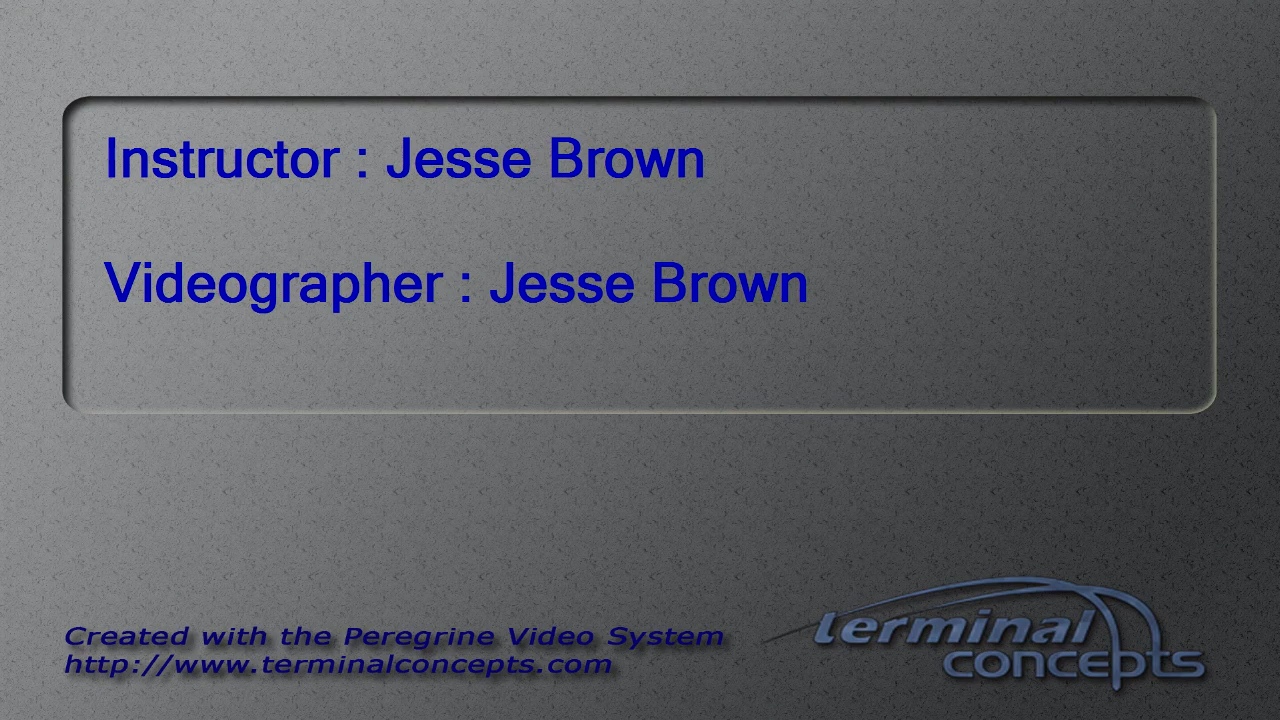 Instructor : Jesse Brown
Videographer : Jesse Brown
Created with the Peregrine Video System
http://www.terminalconcepts.com
terminal
concepts